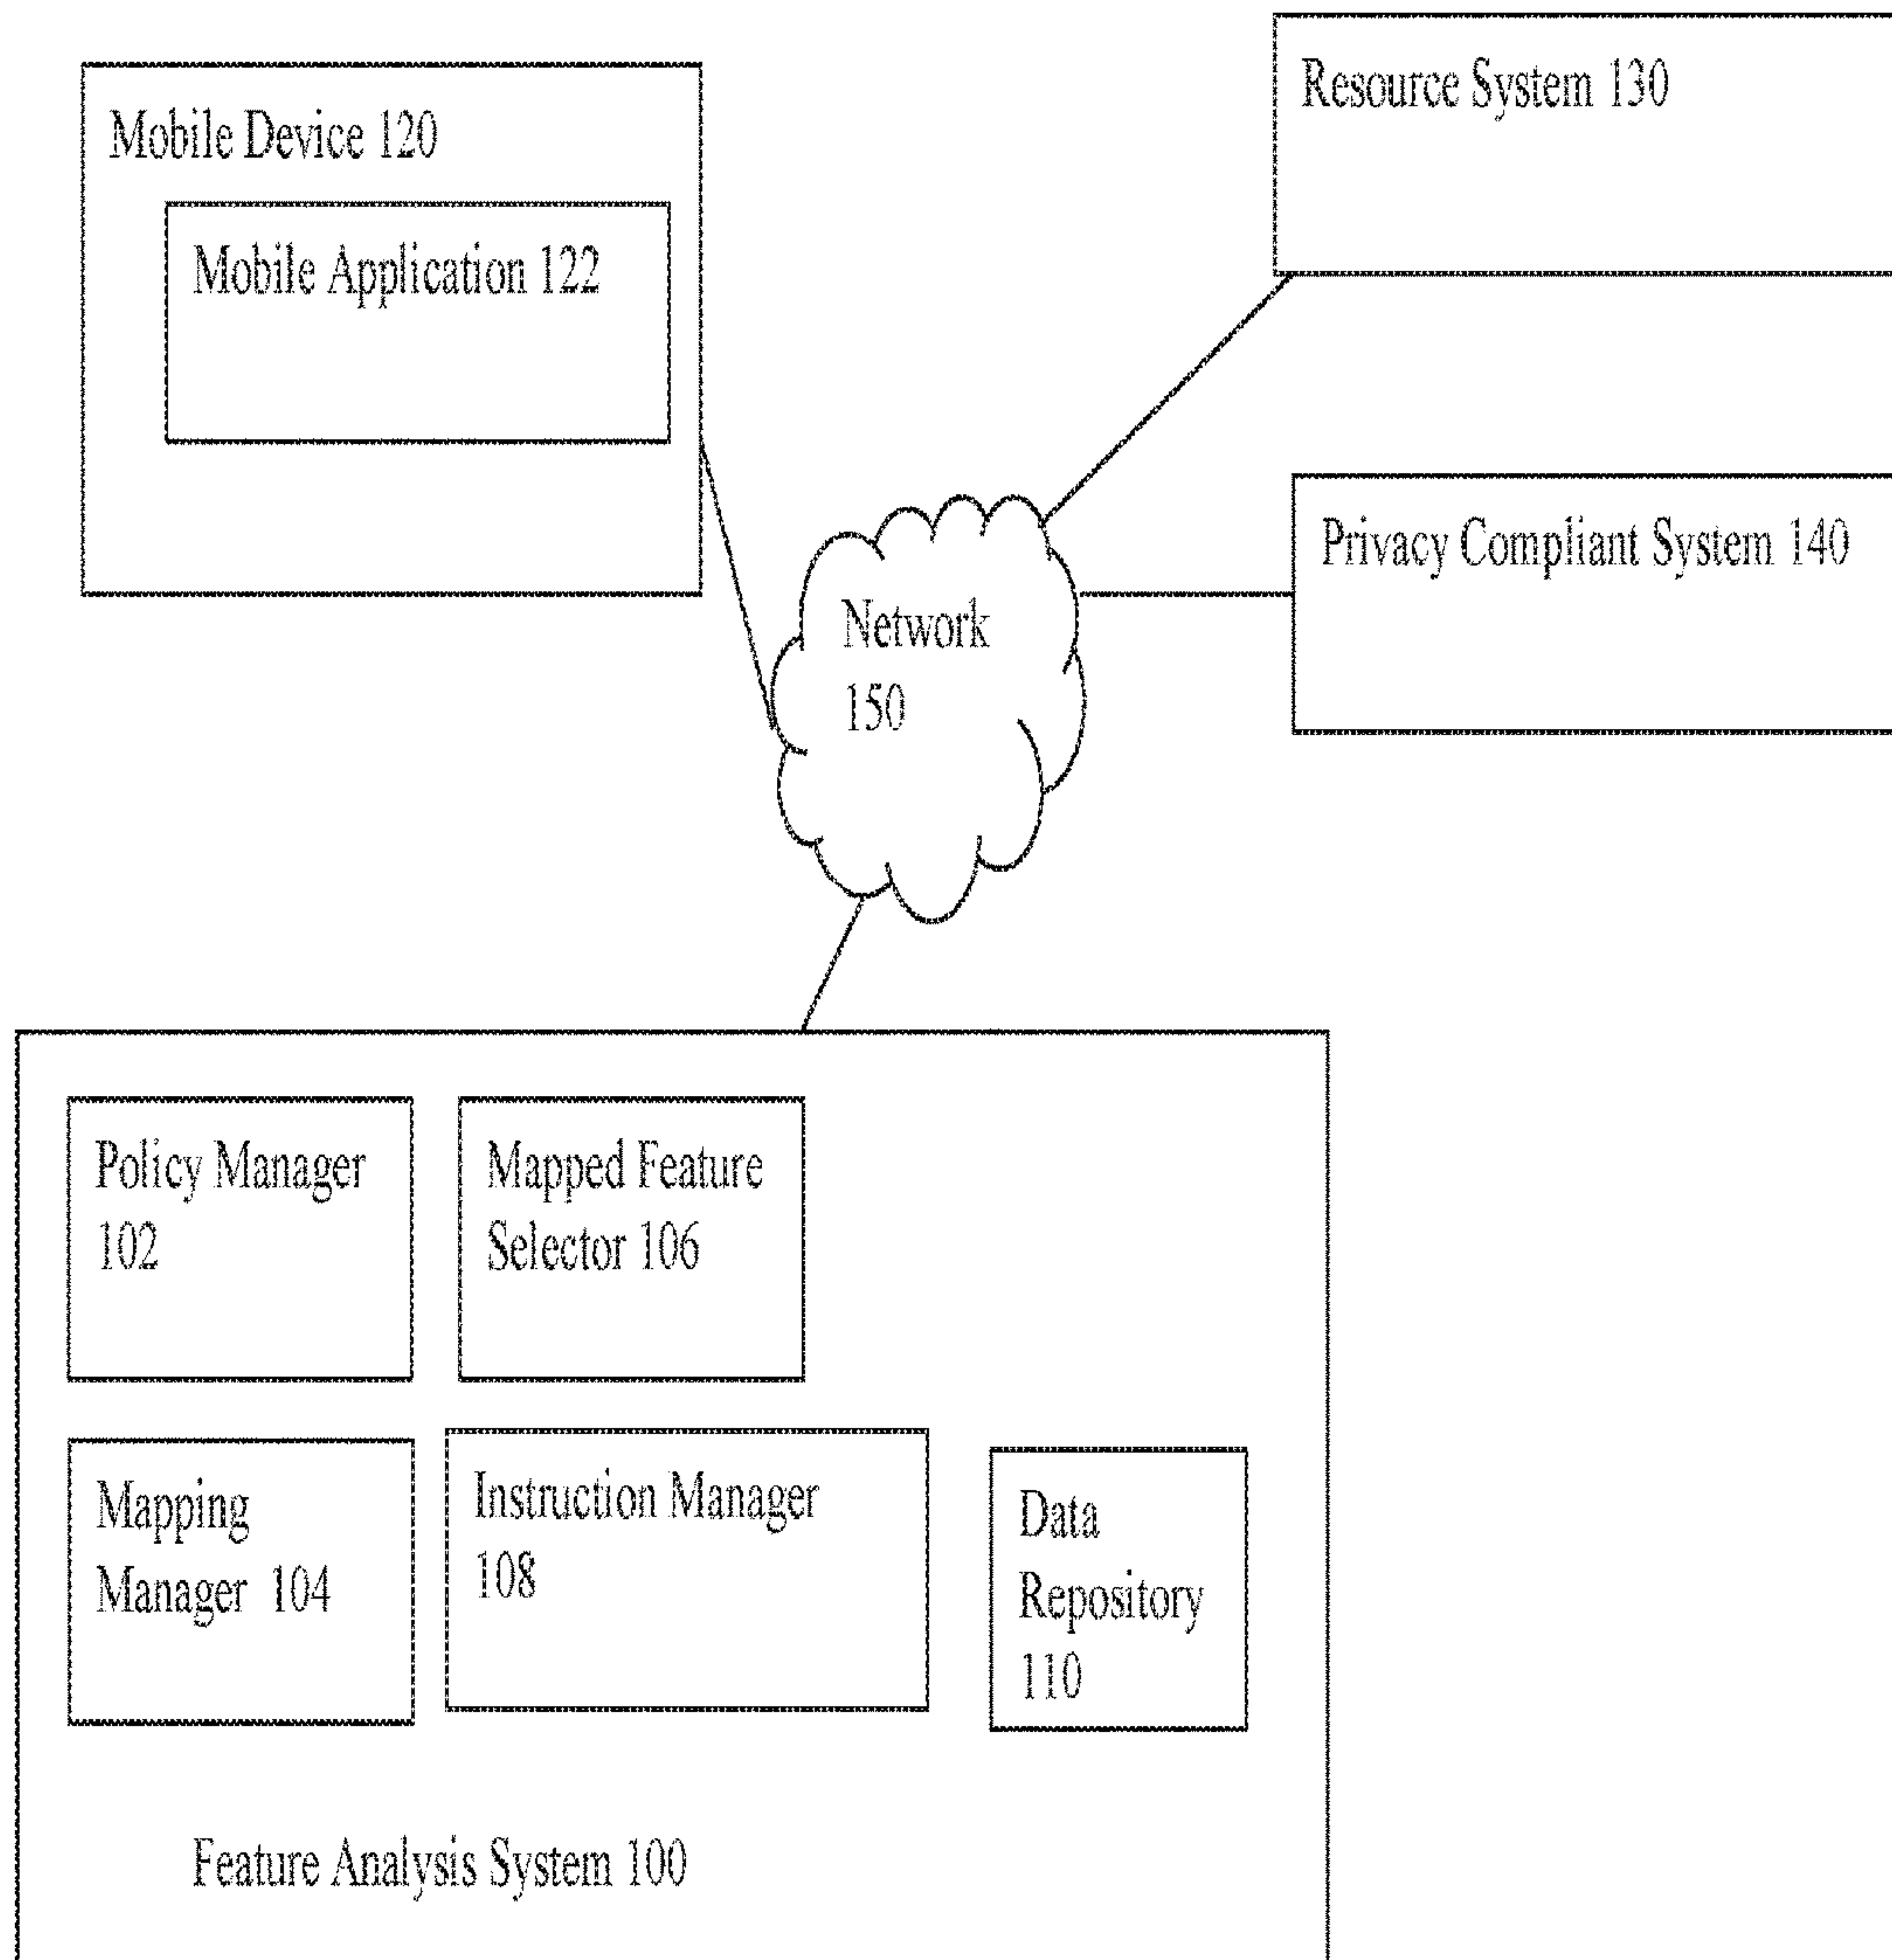 Mobile Device 120
Mobile Application 122
Resource System 130
Privacy Compliant System 140
Network
150
Policy Manager
102
Mapped Feature
Selector 106
Mapping
Manager 104
Instruction Manager
108
Data
Repository
110
Feature Analysis System 100